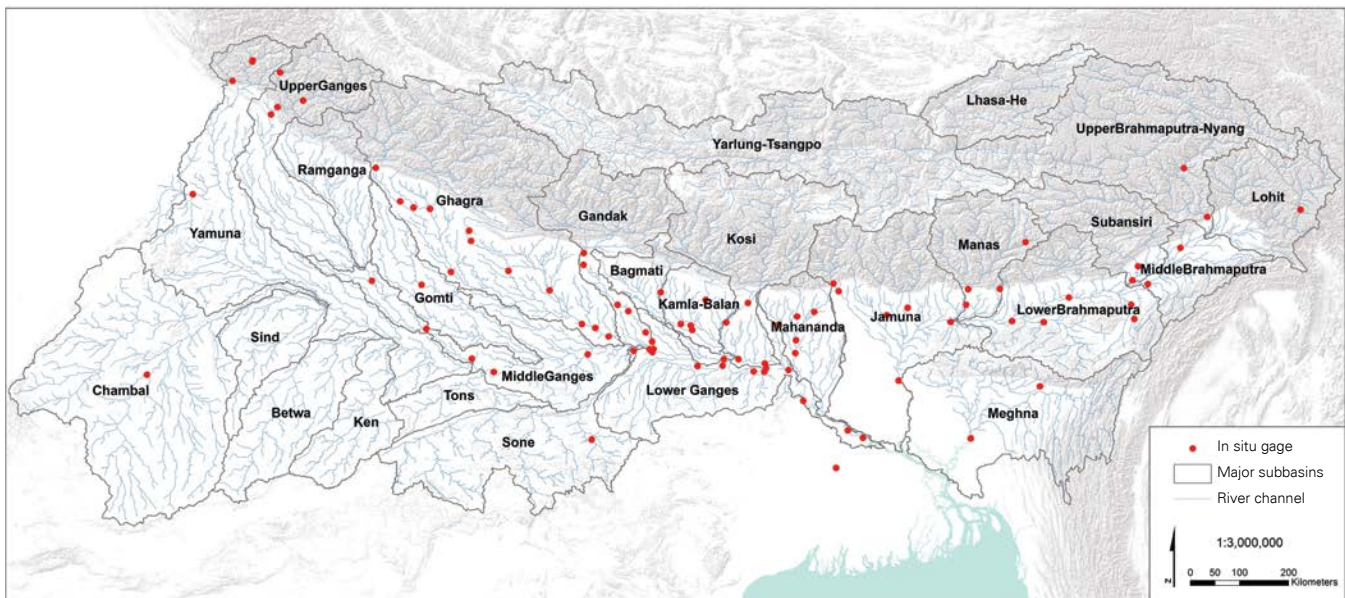 UpperGanges
Lhasa-He
UpperBrahmaputra-Nyang
Yarlung-Tsangpo
Ramganga
Ghagra
Lohit
Gandak
Subansiri
Yamuna
Kosi
Manas
Bagmati
MiddleBrahmaputra
Gomti
Kamla-Balan
LowerBrahmaputra
Jamuna
Mahananda
Sind
MiddleGanges
Chambal
Lower Ganges
Tons
Betwa
Ken
Meghna
Sone
In situ gage
Major subbasins
River channel
1:3,000,000
N
0 50 100 200
Kilometers